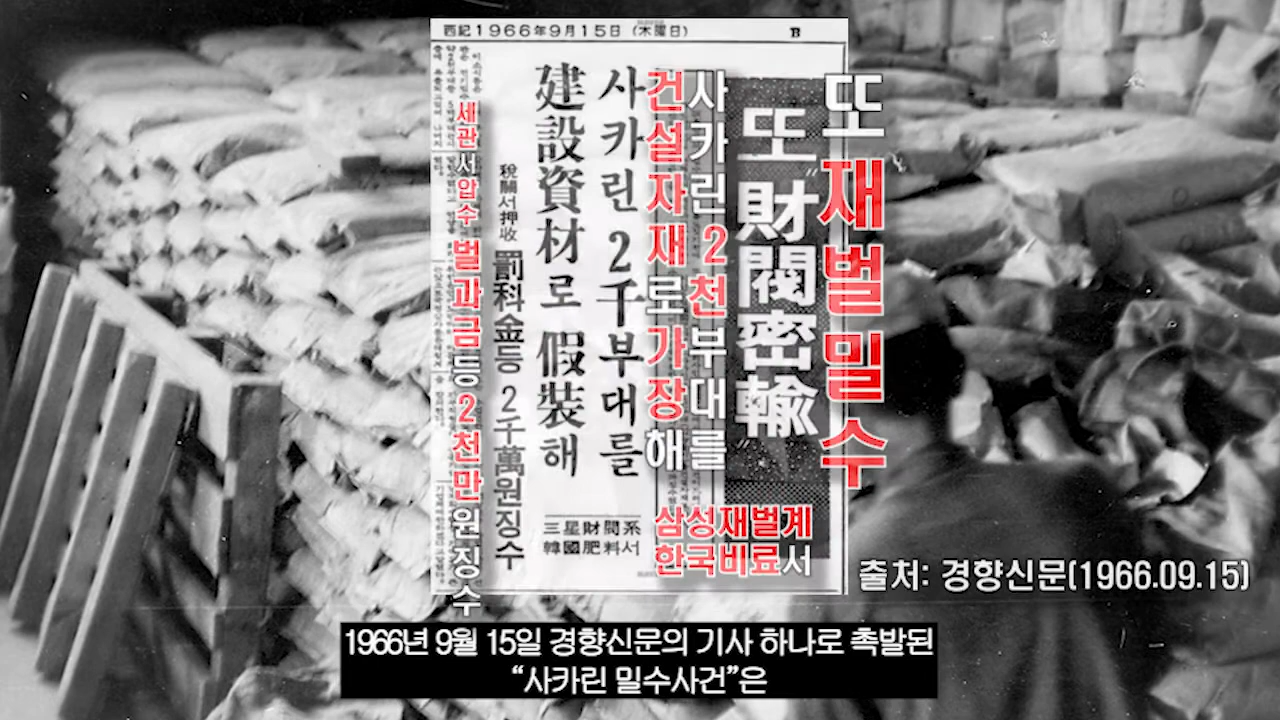 西紀1966年9月15日 (木曜日) B
또
재벌밀수
또
財閥密輸
사카린 2천부대를
건설자재로 가장해
사카린 2千부대를
建設資材로 假裝해
삼성재벌계
한국비료서
三星財閥系
韓國肥料서
稅關서押收
罰科金등 2千萬원징수
세관서압수
벌과금등2천만원징수
출처: 경향신문(1966.09.15)
1966년 9월 15일 경향신문의 기사 하나로 촉발된
“사카린 밀수사건”은